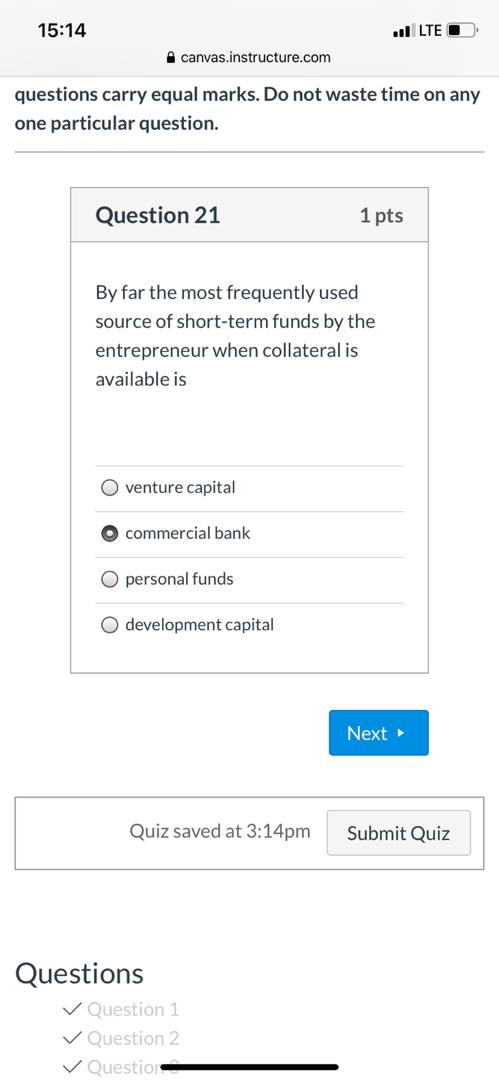 15:14
LTE
canvas.instructure.com
questions carry equal marks. Do not waste time on any
one particular question.
Question 21
1 pts
By far the most frequently used
source of short-term funds by the
entrepreneur when collateral is
available is
venture capital
commercial bank
personal funds
development capital
Next
Quiz saved at 3:14pm
Submit Quiz
Questions
Question 1
Question 2
Question